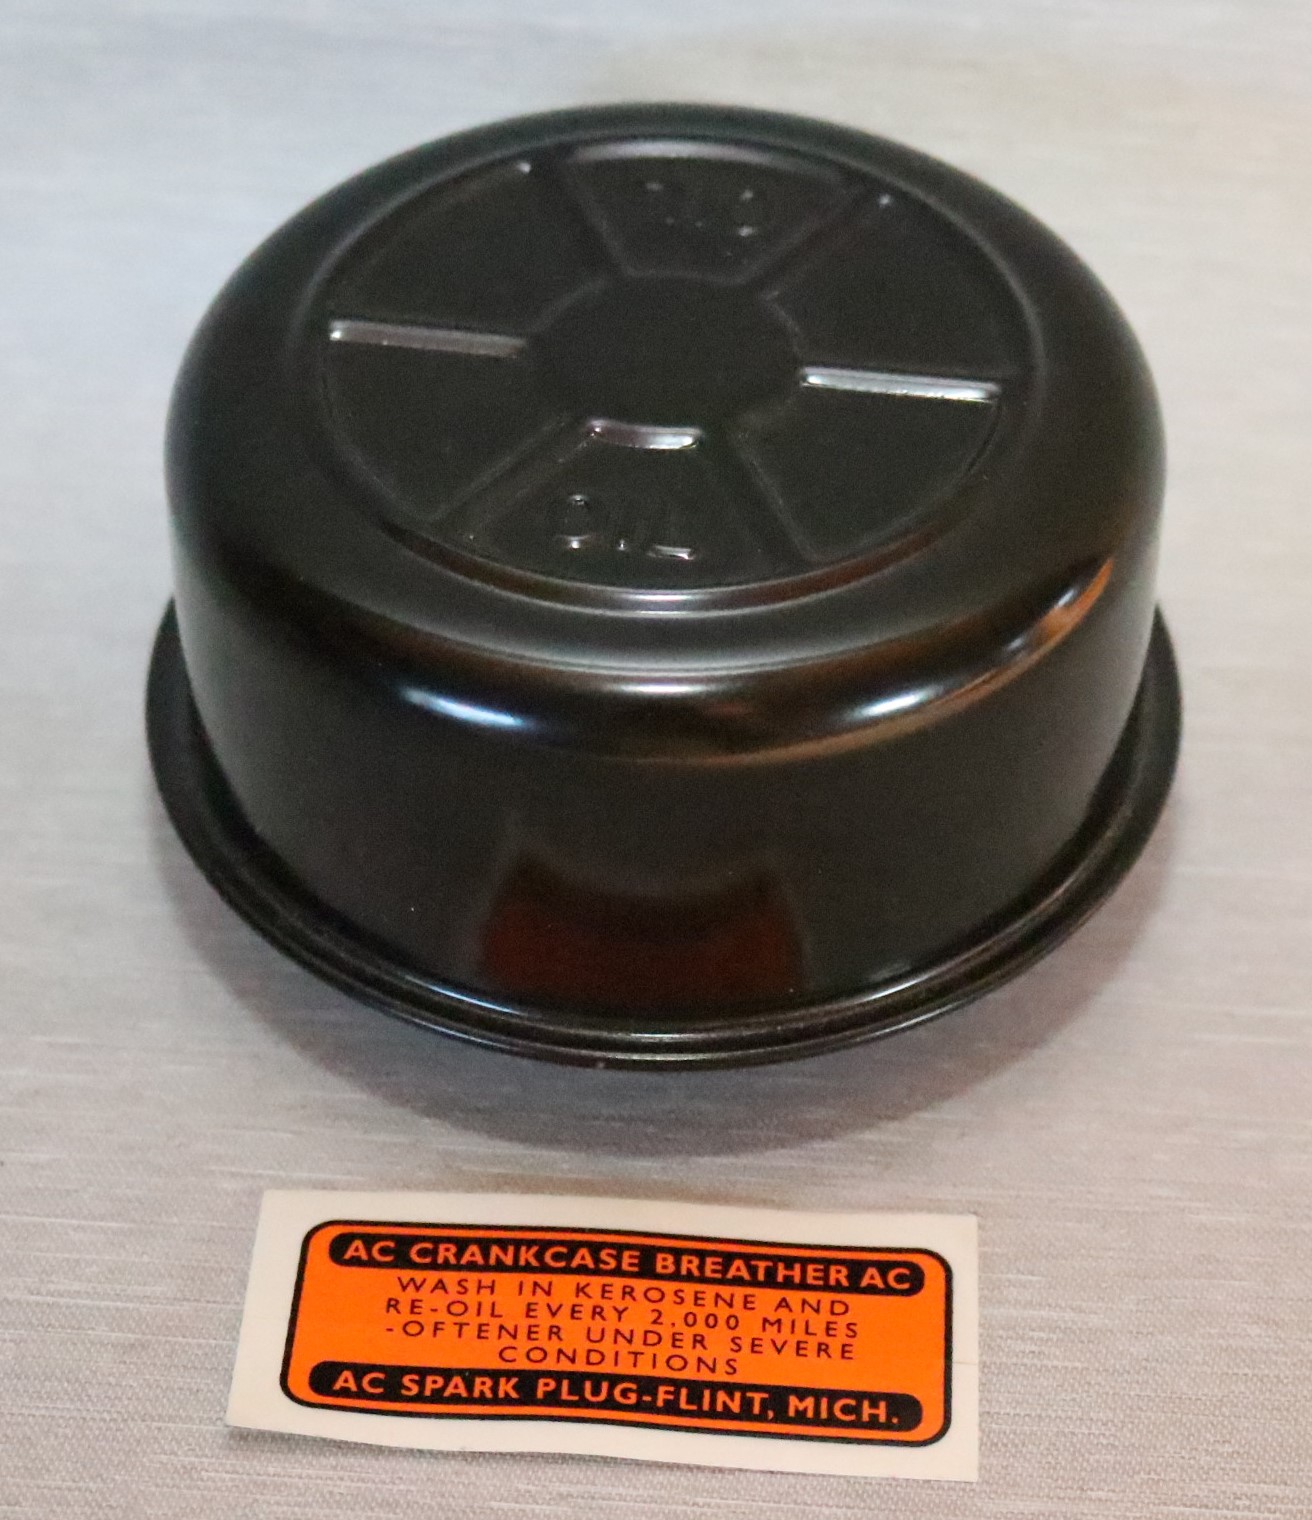 OIL
OIL
AC CRANKCASE BREATHER AC
WASH IN KEROSENE AND
RE-OIL EVERY 2,000 MILES
-OFTENER UNDER SEVERE
CONDITIONS
AC SPARK PLUG-FLINT, MICH.